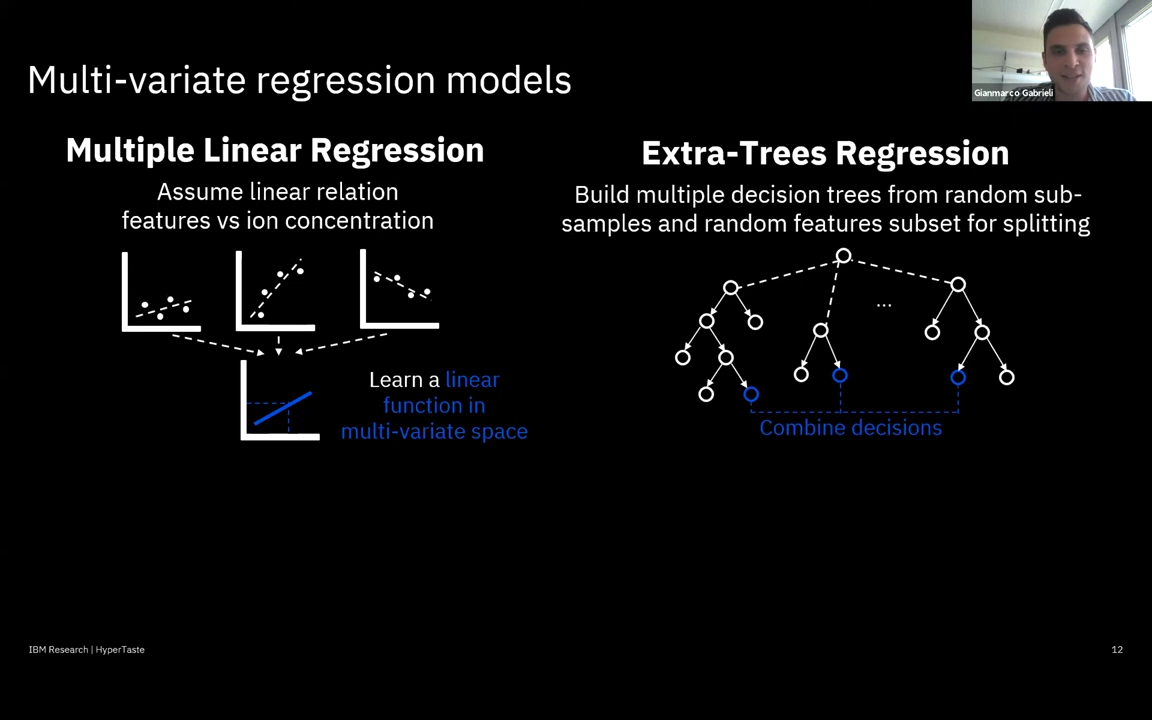 Multi-variate regression models
Gianmarco Gabrieli
Multiple Linear Regression
Assume linear relation
features vs ion concentration
Learn a linear
function in
multi-variate space
Extra-Trees Regression
Build multiple decision trees from random sub-
samples and random features subset for splitting
...
Combine decisions
IBM Research | HyperTaste
12